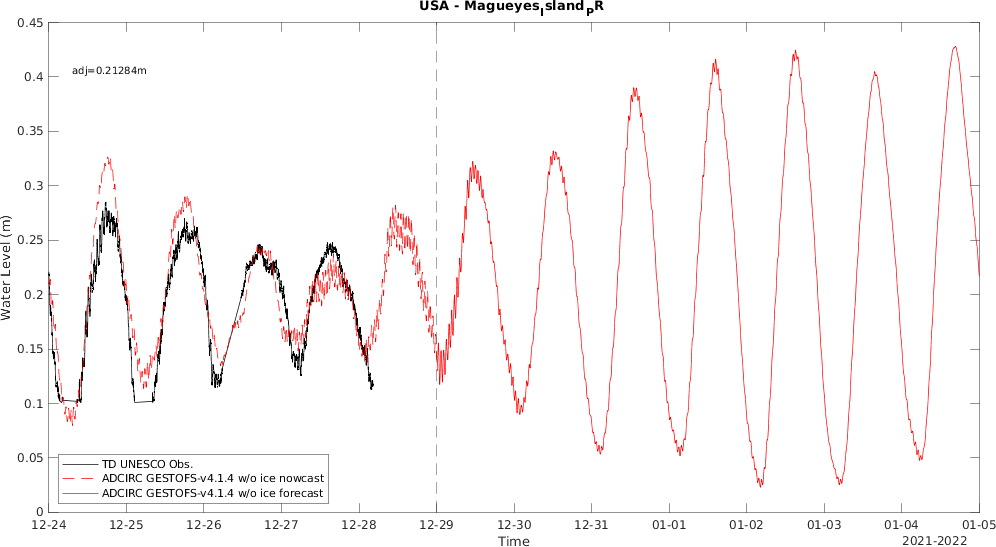 USA - Magueyes_Island_PR
0.45
adj=0.21284m
0.4
0.35
0.3
0.25
0.2
0.15
0.1
0.05
0
Water Level (m)
TD UNESCO Obs.
ADCIRC GESTOFS-v4.1.4 w/o ice nowcast
ADCIRC GESTOFS-v4.1.4 w/o ice forecast
12-24 12-25 12-26 12-27 12-28 12-29 12-30 12-31 01-01 01-02 01-03 01-04 01-05
Time
2021-2022